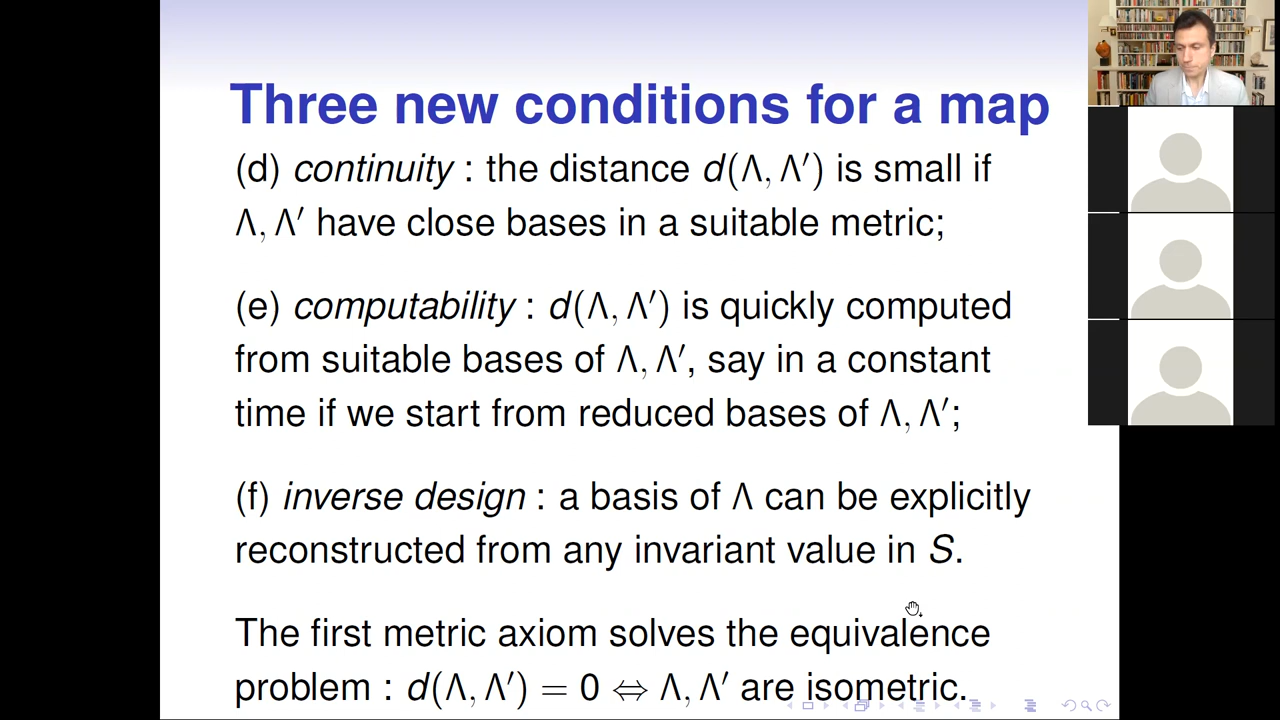 Three new conditions for a map
(d) continuity : the distance d(Λ, Λ′) is small if
Λ, Λ′ have close bases in a suitable metric;
(e) computability : d(Λ, Λ′) is quickly computed
from suitable bases of Λ, Λ′, say in a constant
time if we start from reduced bases of Λ, Λ′;
(f) inverse design : a basis of Λ can be explicitly
reconstructed from any invariant value in S.
The first metric axiom solves the equivalence
problem : d(Λ, Λ′) = 0 ⇔ Λ, Λ′ are isometric.